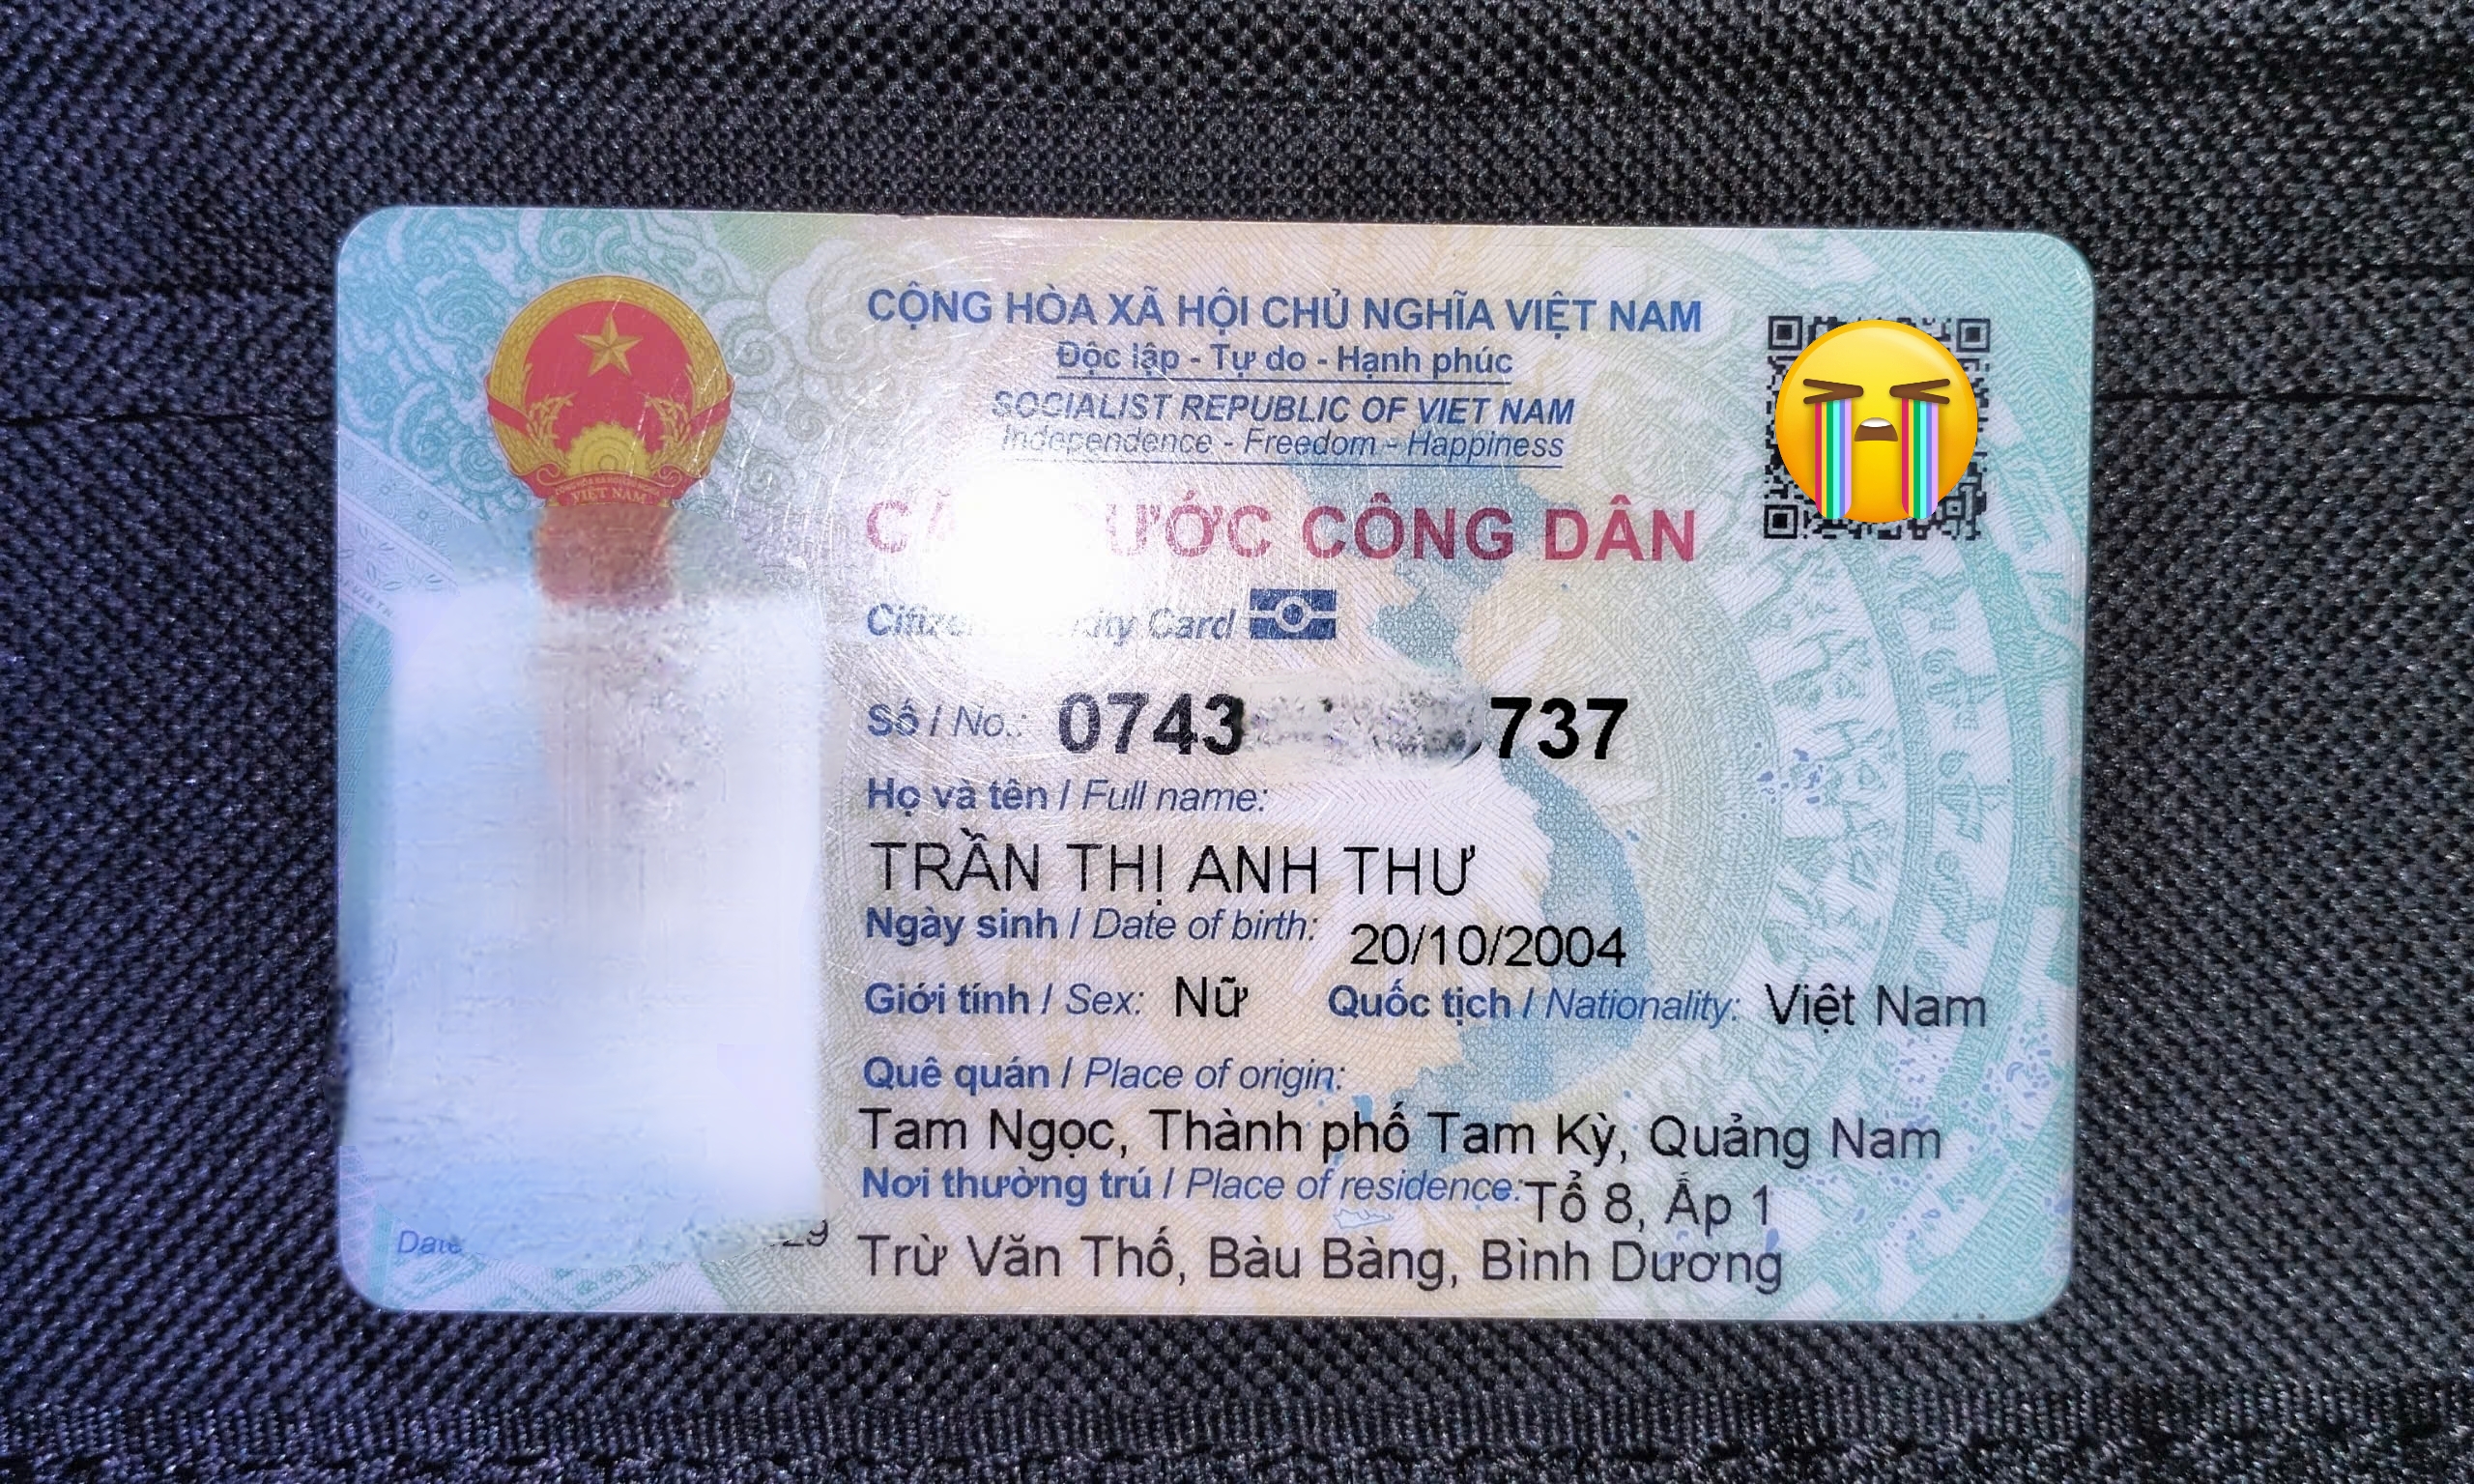 CỘNG HÒA XÃ HỘI CHỦ NGHĨA VIỆT NAM
Độc lập - Tự do - Hạnh phúc
SOCIALIST REPUBLIC OF VIET NAM
Independence - Freedom - Happiness
CÔNG DÂN
Card
VIỆT NAM
Số / No.: 0743 737
Họ và tên / Full name:
TRẦN THỊ ANH THƯ
Ngày sinh / Date of birth: 20/10/2004
Giới tính / Sex: Nữ Quốc tịch / Nationality: Việt Nam
Quê quán / Place of origin:
Tam Ngọc, Thành phố Tam Kỳ, Quảng Nam
Nơi thường trú / Place of residence: Tổ 8, Ấp 1
Trừ Văn Thố, Bàu Bàng, Bình Dương
Date